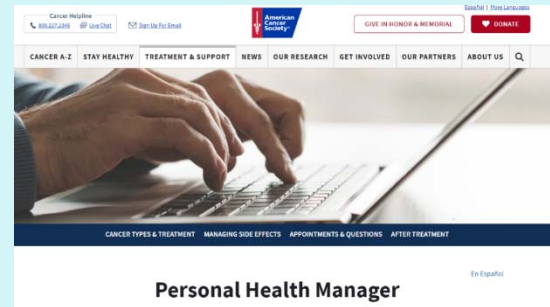 Español | More Languages
Cancer Helpline
800.227.2345 Live Chat Sign Up For Email
American Cancer Society
GIVE IN HONOR & MEMORIAL
DONATE
CANCER A-Z STAY HEALTHY TREATMENT & SUPPORT NEWS OUR RESEARCH GET INVOLVED OUR PARTNERS ABOUT US
CANCER TYPES & TREATMENT MANAGING SIDE EFFECTS APPOINTMENTS & QUESTIONS AFTER TREATMENT
En Español
Personal Health Manager